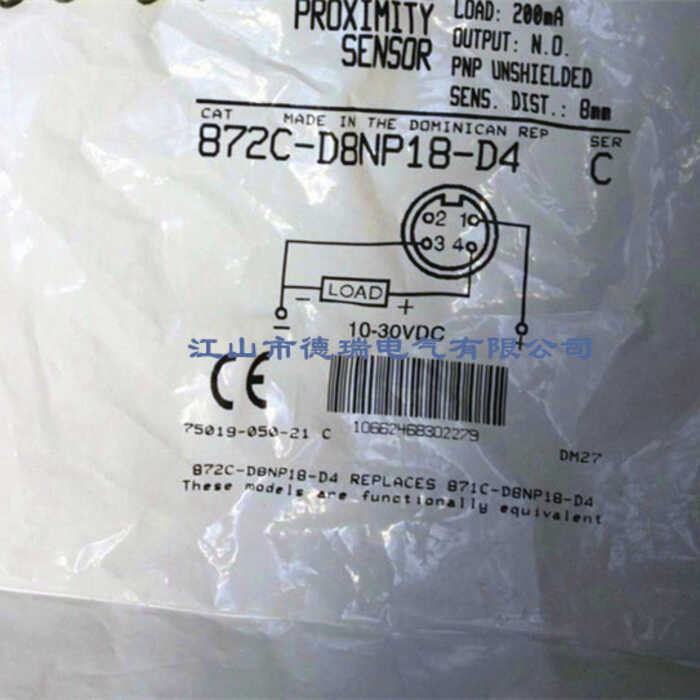 PROXIMITY
SENSOR
LOAD: 200mA
OUTPUT: N.O.
PNP UNSHIELDED
SENS. DIST.: 8mm
CAT MADE IN THE DOMINICAN REP SER
872C-D8NP18-D4 C
2 1
3 4
- LOAD +
- 10-30VDC +
江山市德瑞电气有限公司
CE
75019-050-21 C 10662468302279 DM27
872C-D8NP18-D4 REPLACES 871C-D8NP18-D4
These models are functionally equivalent